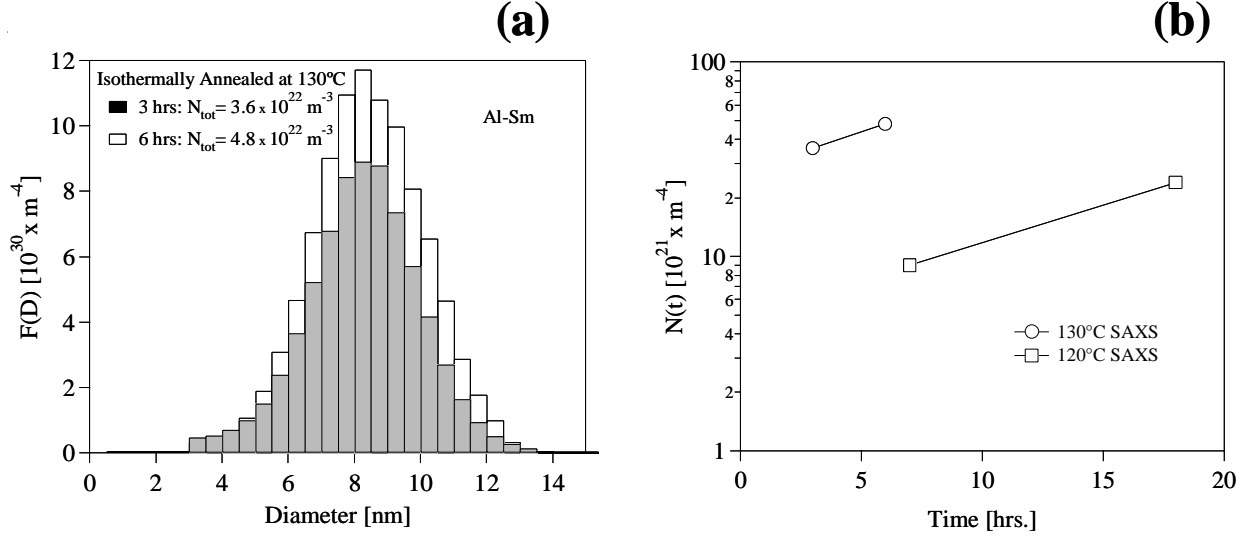 (a)
12
10
8
6
4
2
0
F(D) [10^30 x m^-4]
Isothermally Annealed at 130ºC
3 hrs: N_tot= 3.6 x 10^22 m^-3
6 hrs: N_tot= 4.8 x 10^22 m^-3
Al-Sm
0 2 4 6 8 10 12 14
Diameter [nm]
(b)
100
8
6
4
2
10
8
6
4
2
1
N(t) [10^21 x m^-4]
130°C SAXS
120°C SAXS
0 5 10 15 20
Time [hrs.]